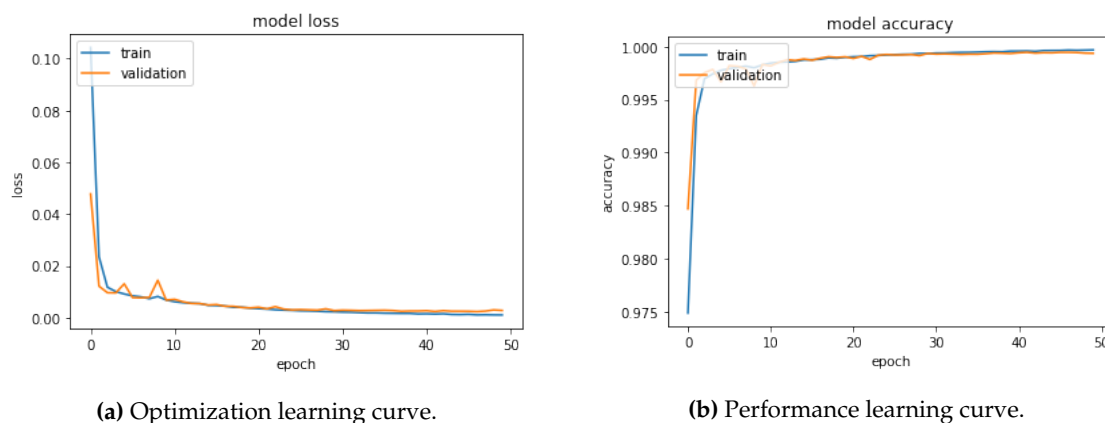 model loss
train
validation
0.10
0.08
0.06
0.04
0.02
0.00
loss
0
10
20
30
40
50
epoch
(a) Optimization learning curve.
model accuracy
train
validation
1.000
0.995
0.990
0.985
0.980
0.975
accuracy
0
10
20
30
40
50
epoch
(b) Performance learning curve.